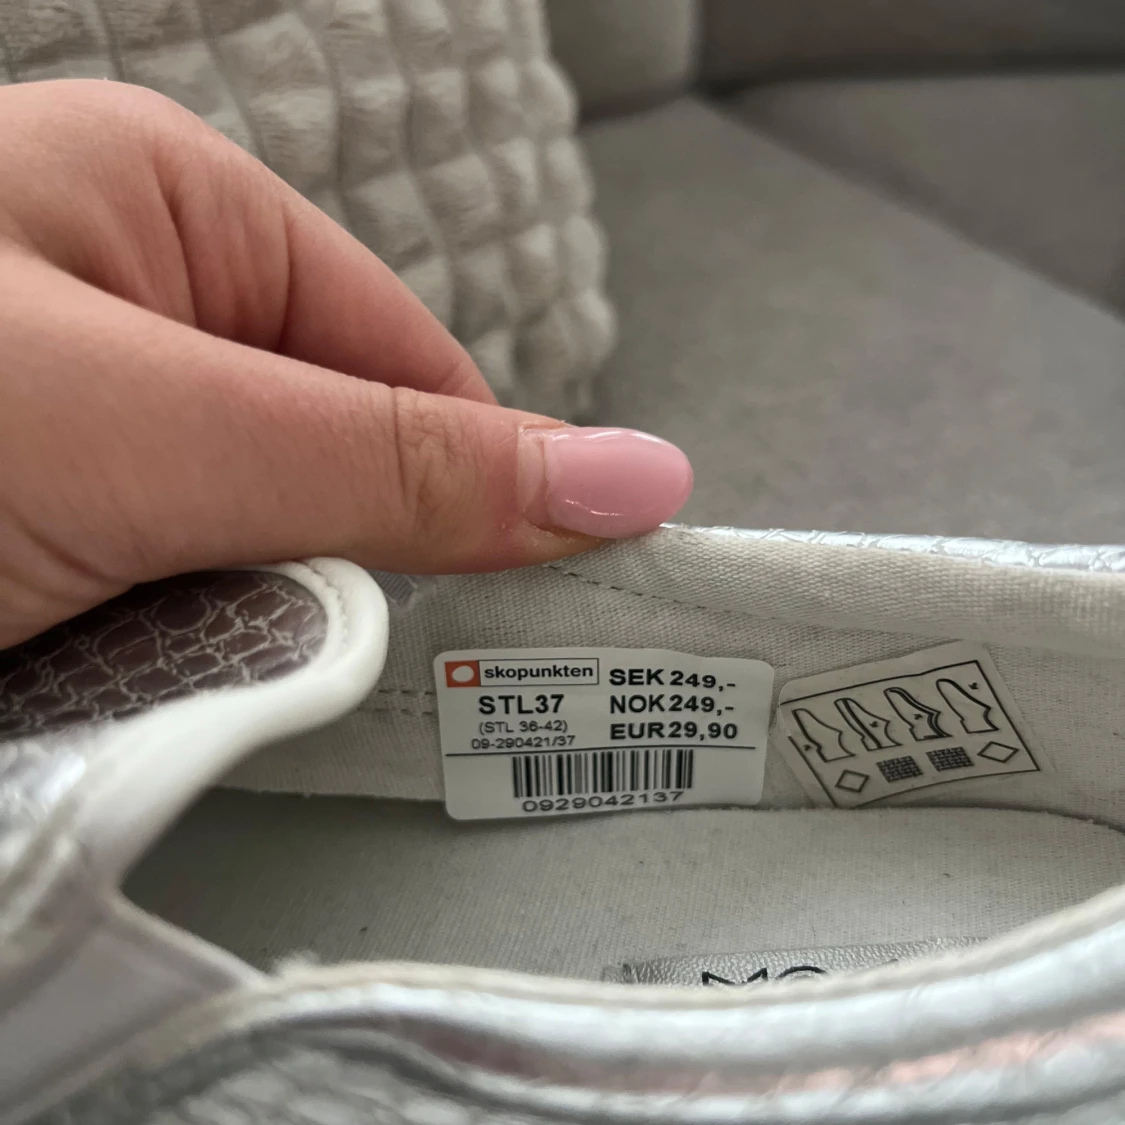 skopunkten
STL37
(STL 36-42)
09-290421/37
SEK 249,-
NOK 249,-
EUR 29,90
0929042137